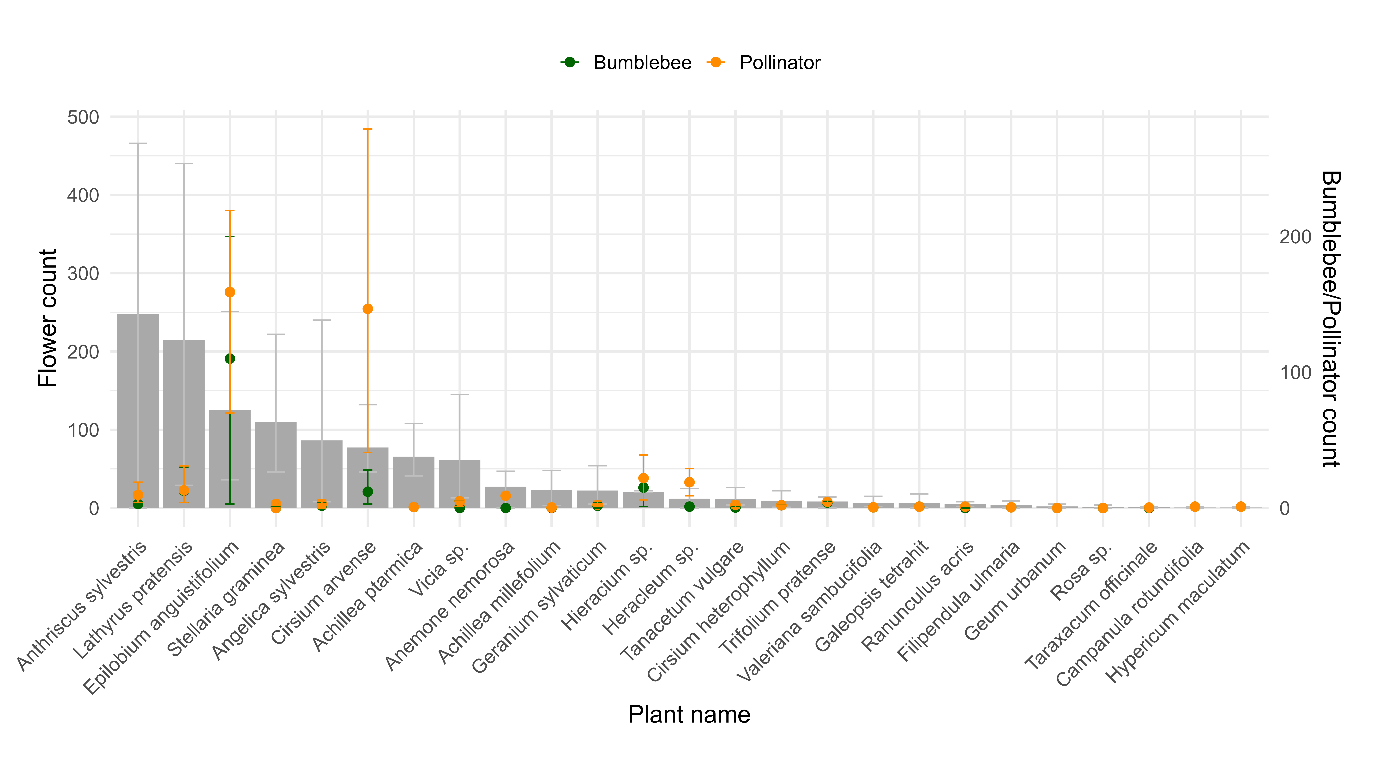 Bumblebee Pollinator
500
400
300
200
100
0
Flower count
200
100
0
Bumblebee/Pollinator count
Anthriscus sylvestris
Lathyrus pratensis
Epilobium anguistifolium
Stellaria graminea
Angelica sylvestris
Cirsium arvense
Achillea ptarmica
Vicia sp.
Anemone nemorosa
Achillea millefolium
Geranium sylvaticum
Hieracium sp.
Heracleum sp.
Tanacetum vulgare
Cirsium heterophyllum
Trifolium pratense
Valeriana sambucifolia
Galeopsis tetrahit
Ranunculus acris
Filipendula ulmaria
Geum urbanum
Rosa sp.
Taraxacum officinale
Campanula rotundifolia
Hypericum maculatum
Plant name